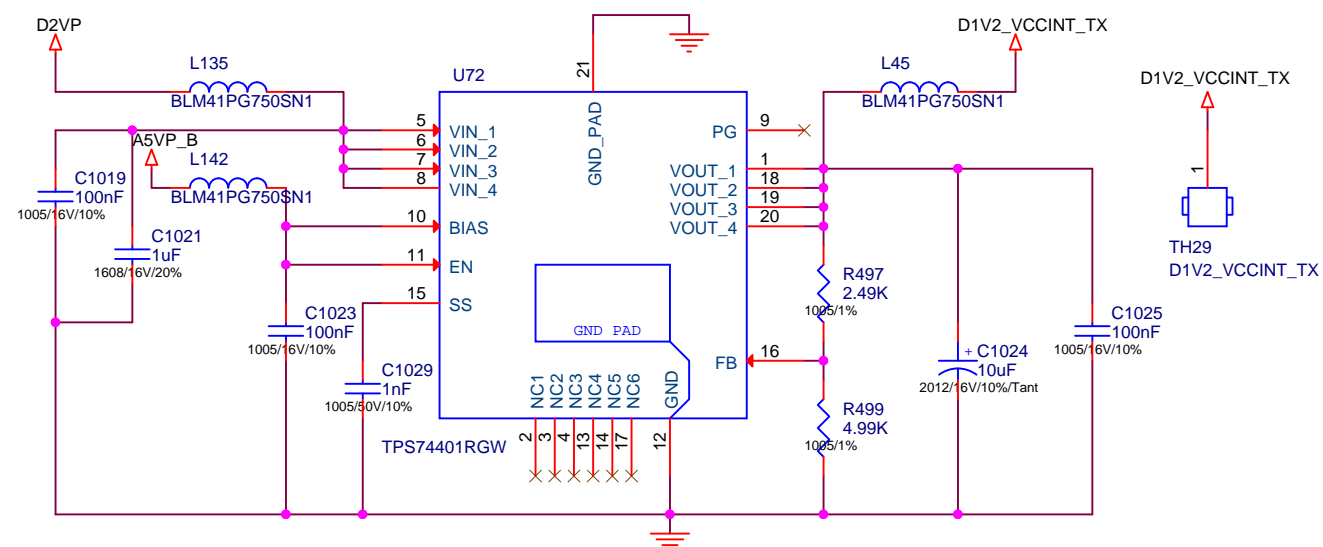 D2VP
L135
BLM41PG750SN1
A5VP_B
L142
BLM41PG750SN1
C1019
100nF
1005/16V/10%
C1021
1uF
1608/16V/20%
C1023
100nF
1005/16V/10%
C1029
1nF
1005/50V/10%
U72
21
GND_PAD
5 VIN_1
6 VIN_2
7 VIN_3
8 VIN_4
10 BIAS
11 EN
15 SS
GND PAD
NC1
NC2
NC3
NC4
NC5
NC6
GND
2
3
4
13
14
17
12
TPS74401RGW
PG 9
VOUT_1 1
VOUT_2 18
VOUT_3 19
VOUT_4 20
FB 16
L45
BLM41PG750SN1
D1V2_VCCINT_TX
R497
2.49K
1005/1%
R499
4.99K
1005/1%
+ C1024
10uF
2012/16V/10%/Tant
C1025
100nF
1005/16V/10%
D1V2_VCCINT_TX
1
TH29
D1V2_VCCINT_TX